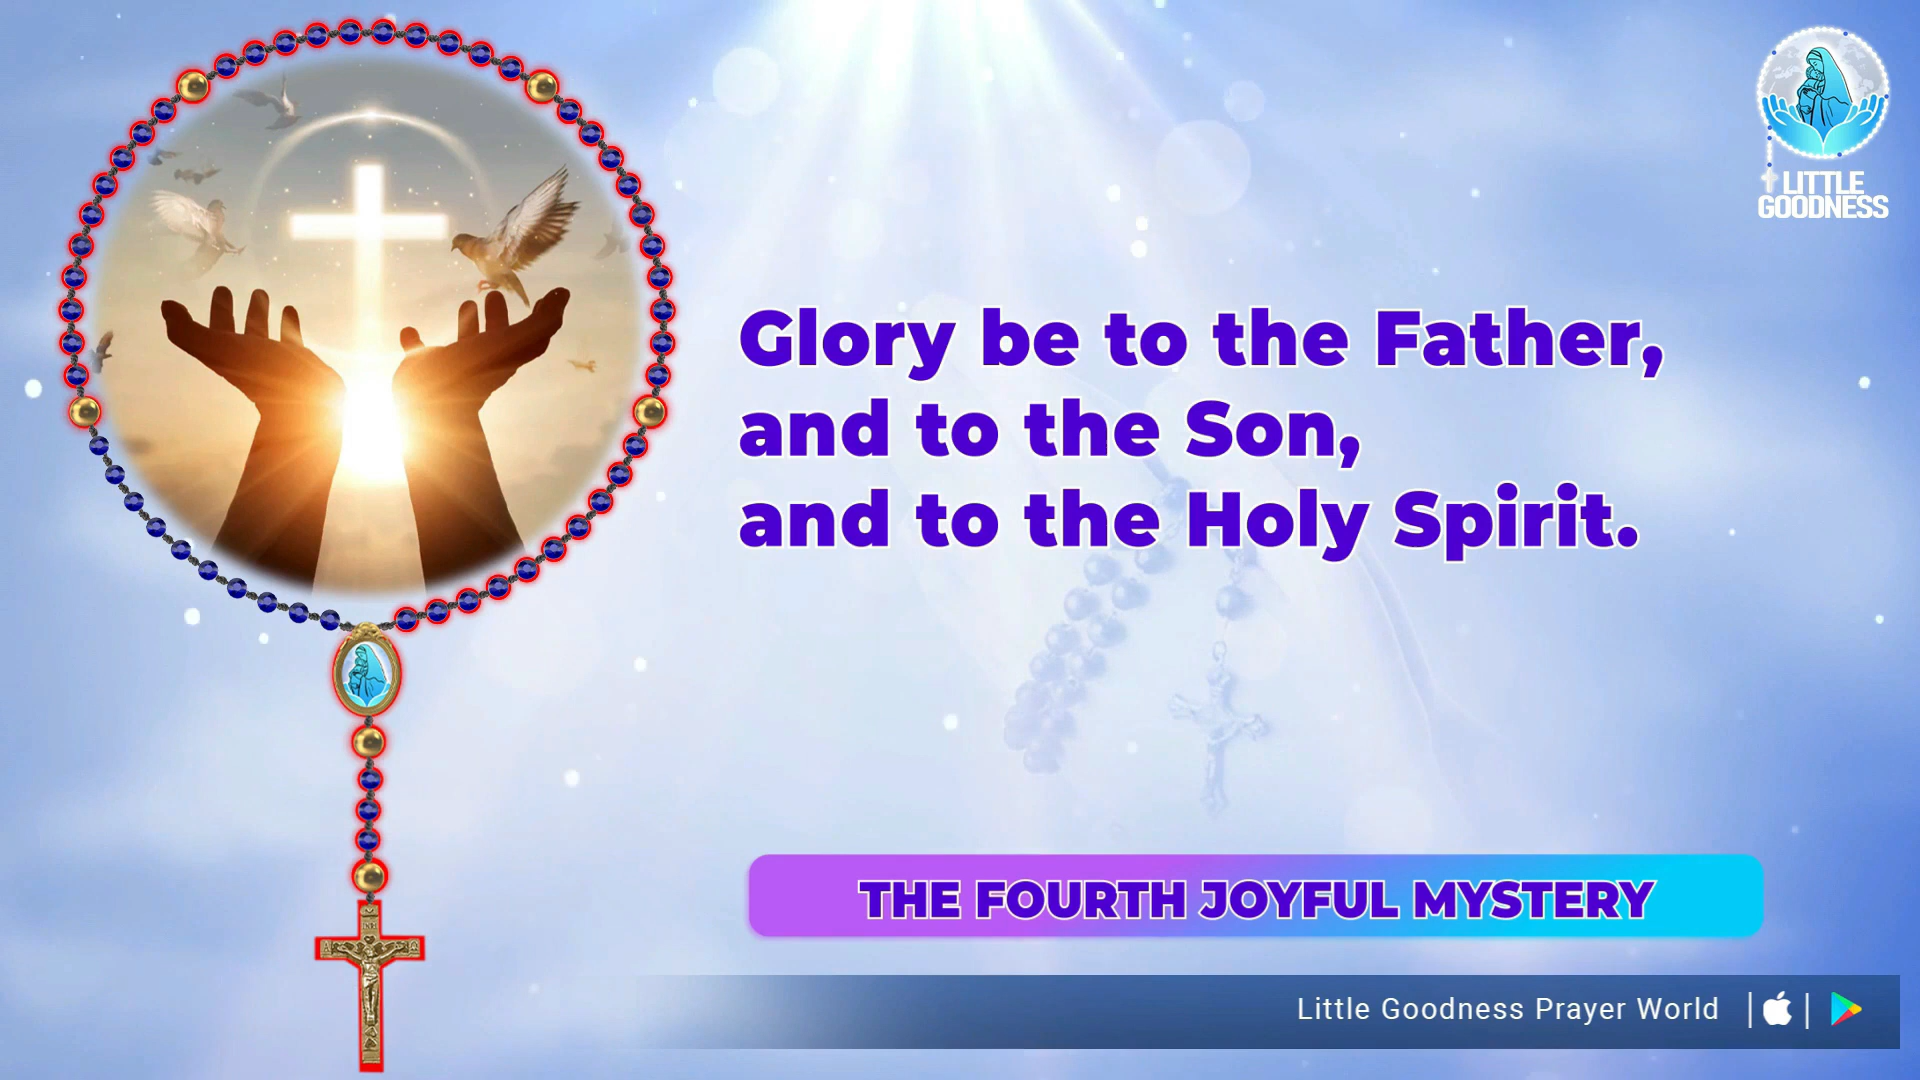 LITTLE
GOODNESS
Glory be to the Father,
and to the Son,
and to the Holy Spirit.
THE FOURTH JOYFUL MYSTERY
Little Goodness Prayer World